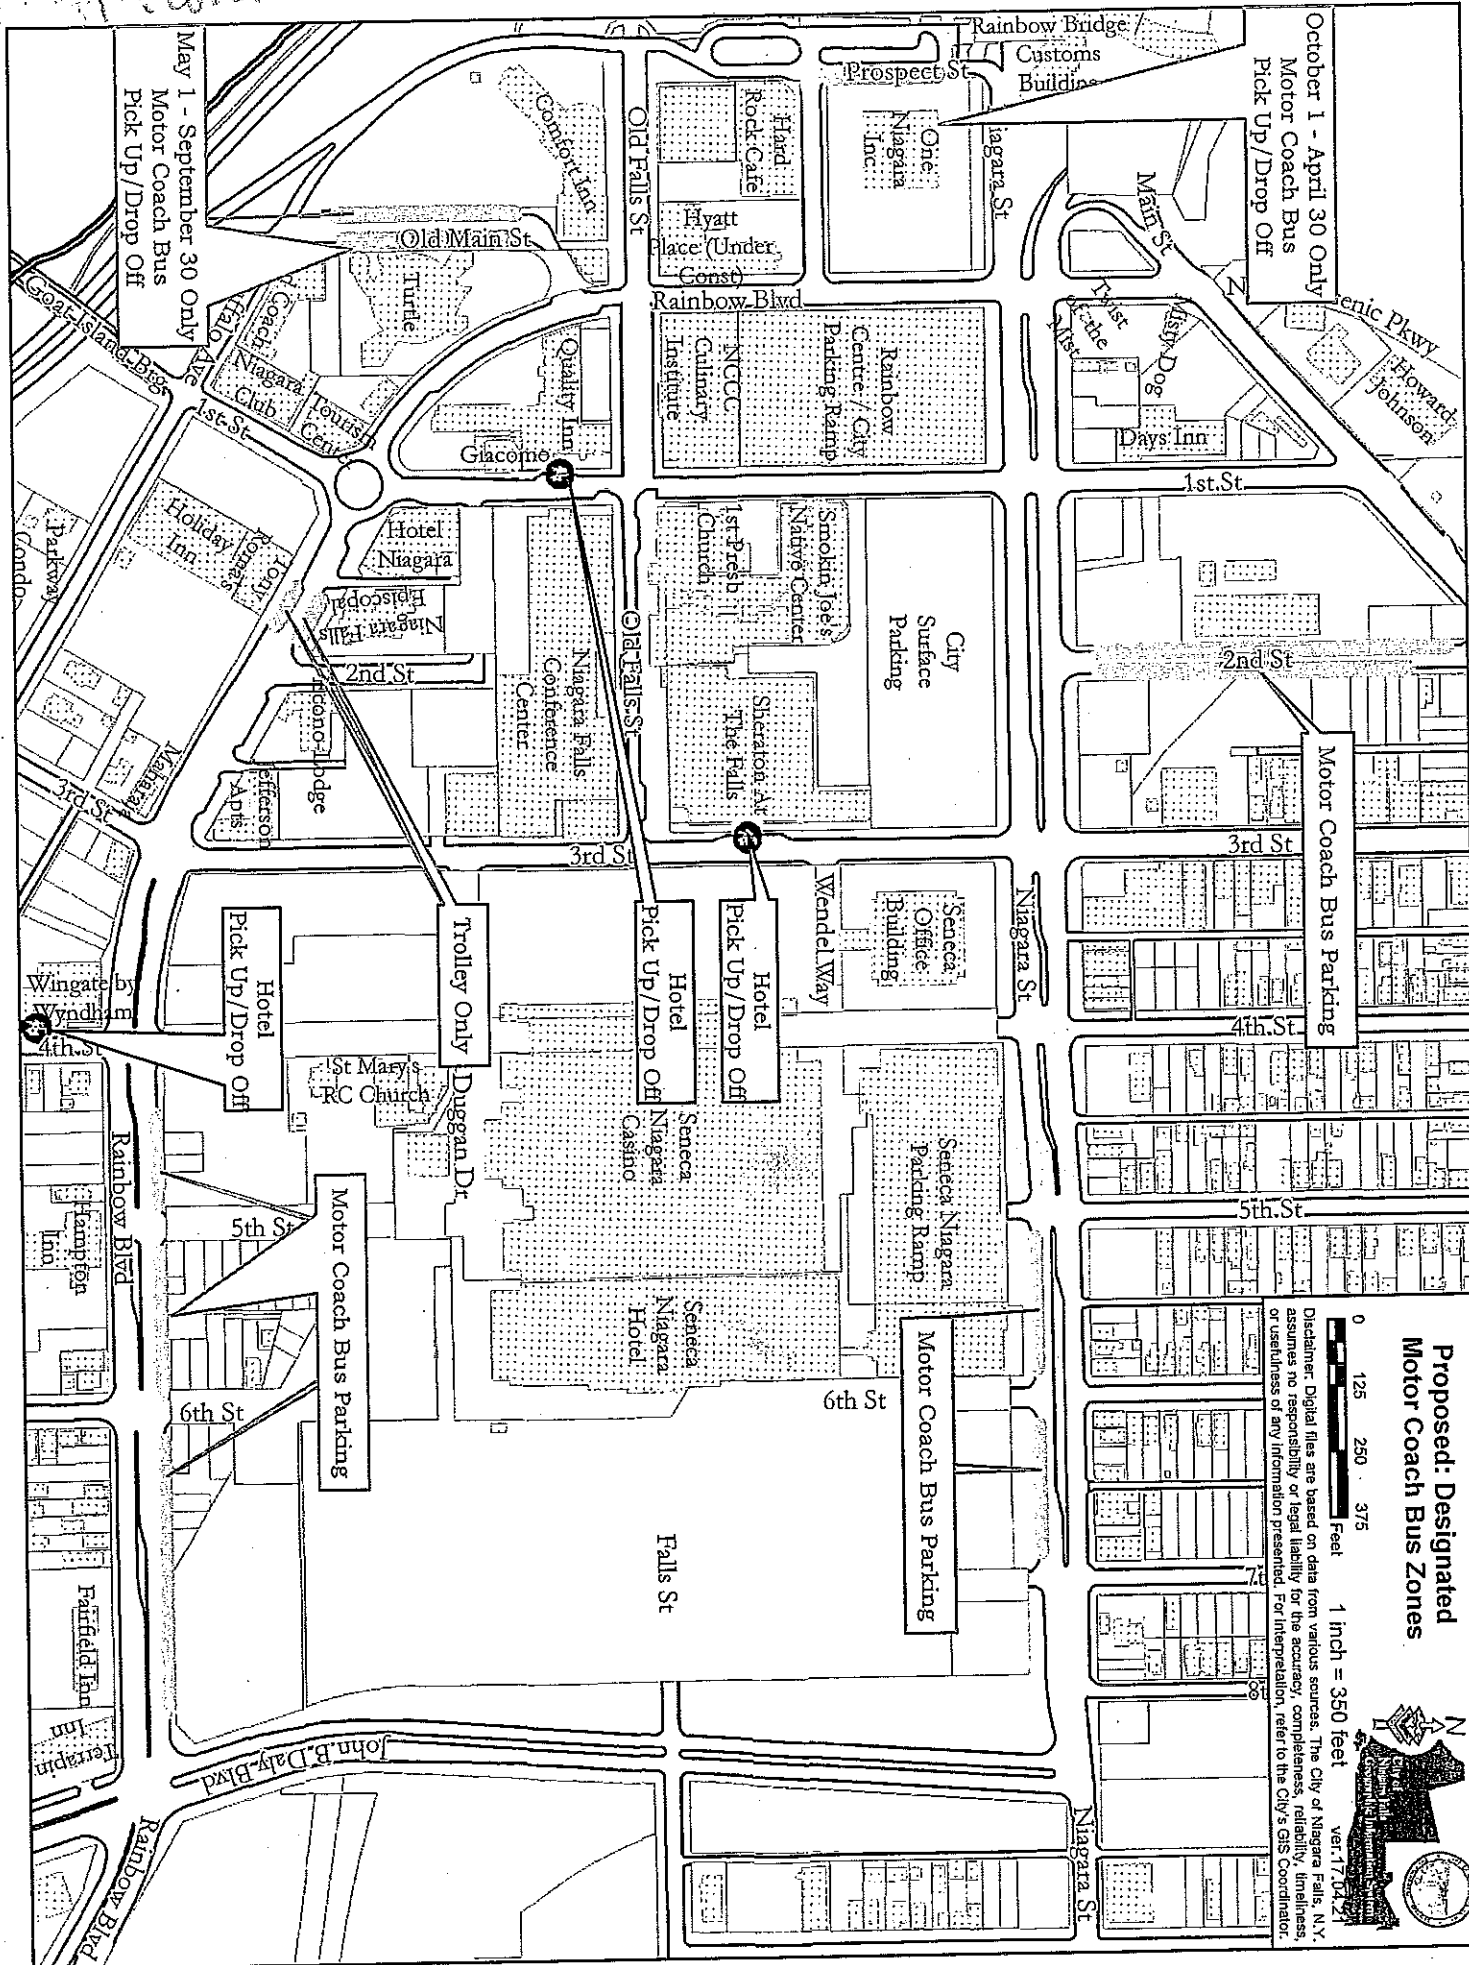 Proposed: Designated
Motor Coach Bus Zones
0 125 250 375
Feet
1 inch = 350 feet
ver.17.04.21
N
Disclaimer: Digital files are based on data from various sources. The City of Niagara Falls, N.Y.
assumes no responsibility or legal liability for the accuracy, completeness, reliability, timeliness,
or usefulness of any information presented. For interpretation, refer to the City's GIS Coordinator.
October 1 - April 30 Only
Motor Coach Bus
Pick Up/Drop Off
Rainbow Bridge /
Customs
Building
Prospect St
Niagara St
One
Niagara
Inc.
Hard
Rock Cafe
Old Falls St
Comfort Inn
May 1 - September 30 Only
Motor Coach Bus
Pick Up/Drop Off
Main St
enic Pkwy
Howard
Johnson
Misty Dog
Twist
of the
Mist
Days Inn
Hyatt
Place (Under
Const)
Rainbow Blvd
Old Main St
Turtle
Goat Island Brg
Coach
Niagara
Club
Tourism
Center
Rainbow
Centre / City
Parking Ramp
NCCC
Culinary
Institute
Quality Inn
Giacomo
1st St
1st St
Holiday
Inn
Tony
Romas
Parkway
Condo
Hotel
Niagara
Niagara Falls
Episcopal
2nd St
2nd St
Old Falls St
Smokin Joe's
Native Center
1st Presb
Church
City
Surface
Parking
Sheraton At
The Falls
Niagara Falls
Conference
Center
Econo-Lodge
Jefferson
Apts
3rd St
3rd St
3rd St
Motor Coach Bus Parking
Niagara St
Wendel Way
Seneca
Office
Building
Hotel
Pick Up/Drop Off
Hotel
Pick Up/Drop Off
Trolley Only
Hotel
Pick Up/Drop Off
Wingate by
Wyndham
4th St
4th St
St Mary's
RC Church
Duggan Dr
Seneca
Niagara
Casino
Seneca Niagara
Parking Ramp
5th St
5th St
Rainbow Blvd
Hampton
Inn
Motor Coach Bus Parking
Seneca
Niagara
Hotel
Motor Coach Bus Parking
6th St
6th St
Falls St
Fairfield Inn
Terrapin
Inn
John B Daly Blvd
Rainbow Blvd
Niagara St